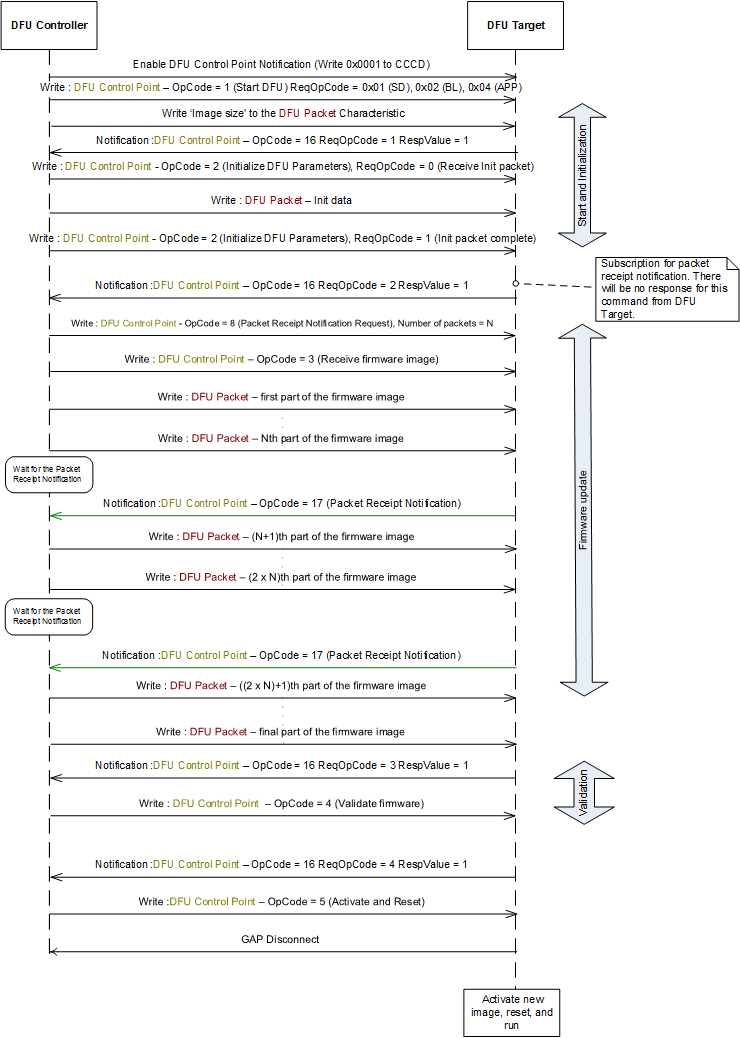 DFU Controller
DFU Target
Enable DFU Control Point Notification (Write 0x0001 to CCCD)
Write : DFU Control Point – OpCode = 1 (Start DFU) ReqOpCode = 0x01 (SD), 0x02 (BL), 0x04 (APP)
Write 'Image size' to the DFU Packet Characteristic
Notification :DFU Control Point – OpCode = 16 ReqOpCode = 1 RespValue = 1
Write : DFU Control Point - OpCode = 2 (Initialize DFU Parameters), ReqOpCode = 0 (Receive Init packet)
Write : DFU Packet – Init data
Write : DFU Control Point - OpCode = 2 (Initialize DFU Parameters), ReqOpCode = 1 (Init packet complete)
Start and Initialization
Notification :DFU Control Point – OpCode = 16 ReqOpCode = 2 RespValue = 1
Subscription for packet
receipt notification. There
will be no response for this
command from DFU
Target.
Write : DFU Control Point - OpCode = 8 (Packet Receipt Notification Request), Number of packets = N
Write : DFU Control Point – OpCode = 3 (Receive firmware image)
Write : DFU Packet – first part of the firmware image
Write : DFU Packet – Nth part of the firmware image
Wait for the Packet
Receipt Notification
Notification :DFU Control Point – OpCode = 17 (Packet Receipt Notification)
Write : DFU Packet – (N+1)th part of the firmware image
Firmware update
Write : DFU Packet – (2 x N)th part of the firmware image
Wait for the Packet
Receipt Notification
Notification :DFU Control Point – OpCode = 17 (Packet Receipt Notification)
Write : DFU Packet – ((2 x N)+1)th part of the firmware image
Write : DFU Packet – final part of the firmware image
Notification :DFU Control Point – OpCode = 16 ReqOpCode = 3 RespValue = 1
Write : DFU Control Point – OpCode = 4 (Validate firmware)
Validation
Notification :DFU Control Point – OpCode = 16 ReqOpCode = 4 RespValue = 1
Write :DFU Control Point – OpCode = 5 (Activate and Reset)
GAP Disconnect
Activate new
image, reset, and
run